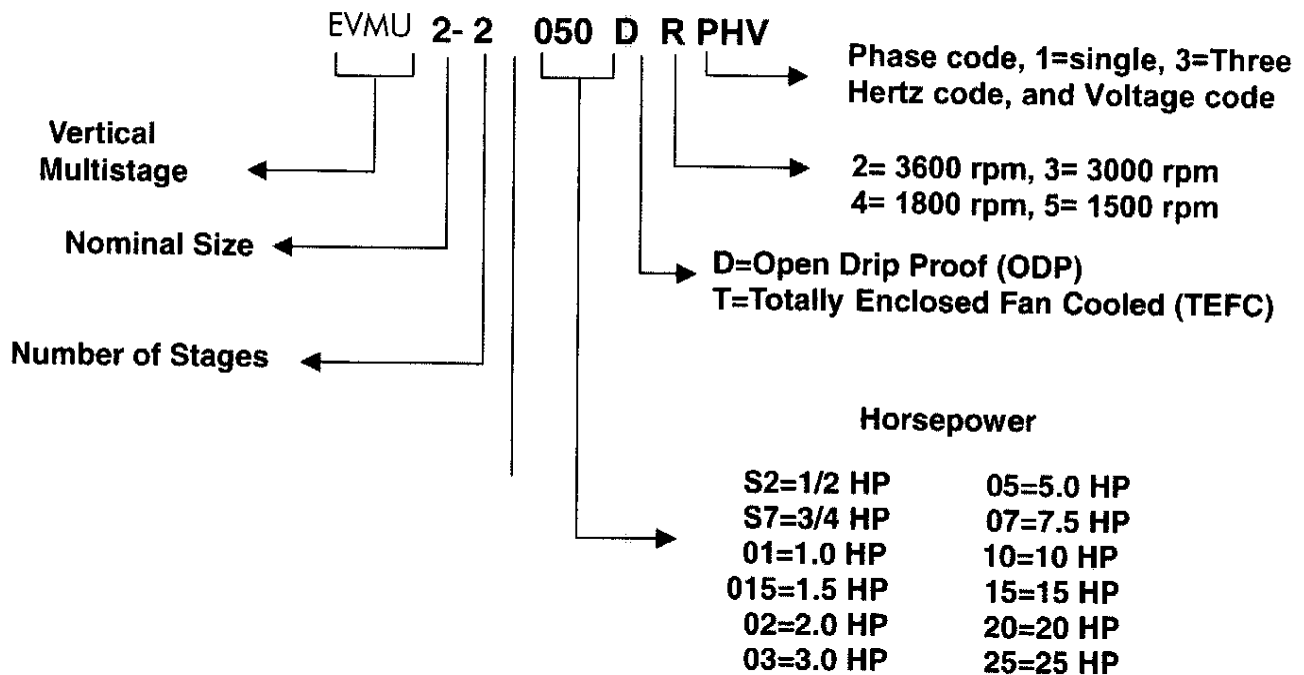 EVMU 2- 2 050 D R PHV
Phase code, 1=single, 3=Three
Hertz code, and Voltage code
Vertical
Multistage
2= 3600 rpm, 3= 3000 rpm
4= 1800 rpm, 5= 1500 rpm
Nominal Size
D=Open Drip Proof (ODP)
T=Totally Enclosed Fan Cooled (TEFC)
Number of Stages
Horsepower
S2=1/2 HP 05=5.0 HP
S7=3/4 HP 07=7.5 HP
01=1.0 HP 10=10 HP
015=1.5 HP 15=15 HP
02=2.0 HP 20=20 HP
03=3.0 HP 25=25 HP